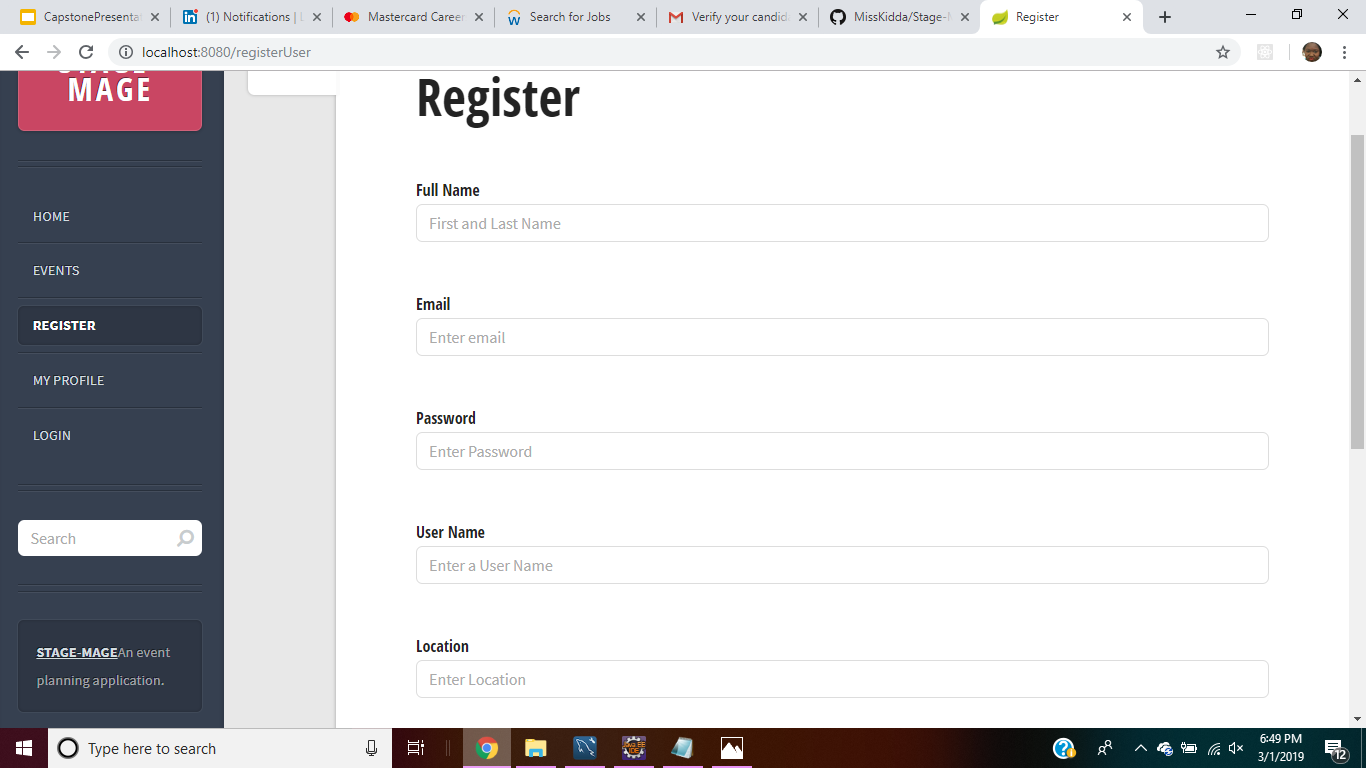 CapstonePresenta
(1) Notifications | L
Mastercard Career
Search for Jobs
Verify your candida
MissKidda/Stage-M
Register
localhost:8080/registerUser
STAGE-
MAGE
HOME
EVENTS
REGISTER
MY PROFILE
LOGIN
Search
STAGE-MAGEAn event
planning application.
Register
Full Name
First and Last Name
Email
Enter email
Password
Enter Password
User Name
Enter a User Name
Location
Enter Location
Type here to search
6:49 PM
3/1/2019
12